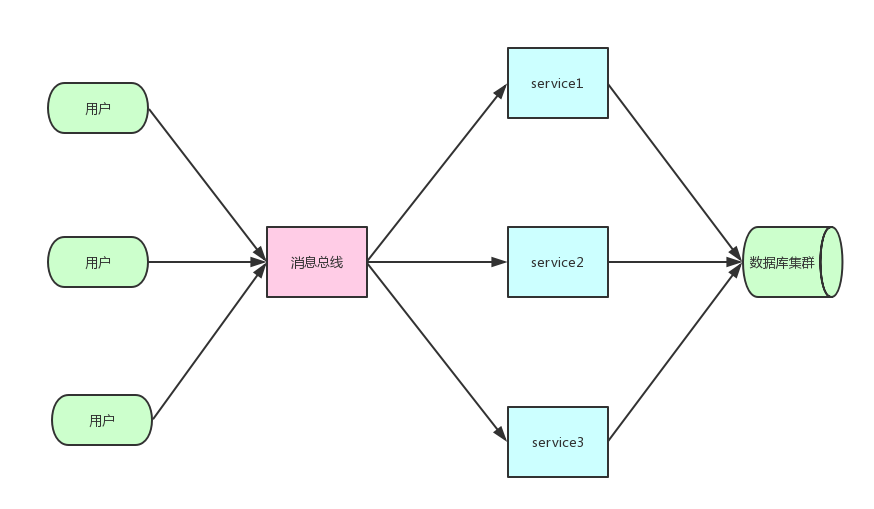 用户
用户
用户
消息总线
service1
service2
service3
数据库集群